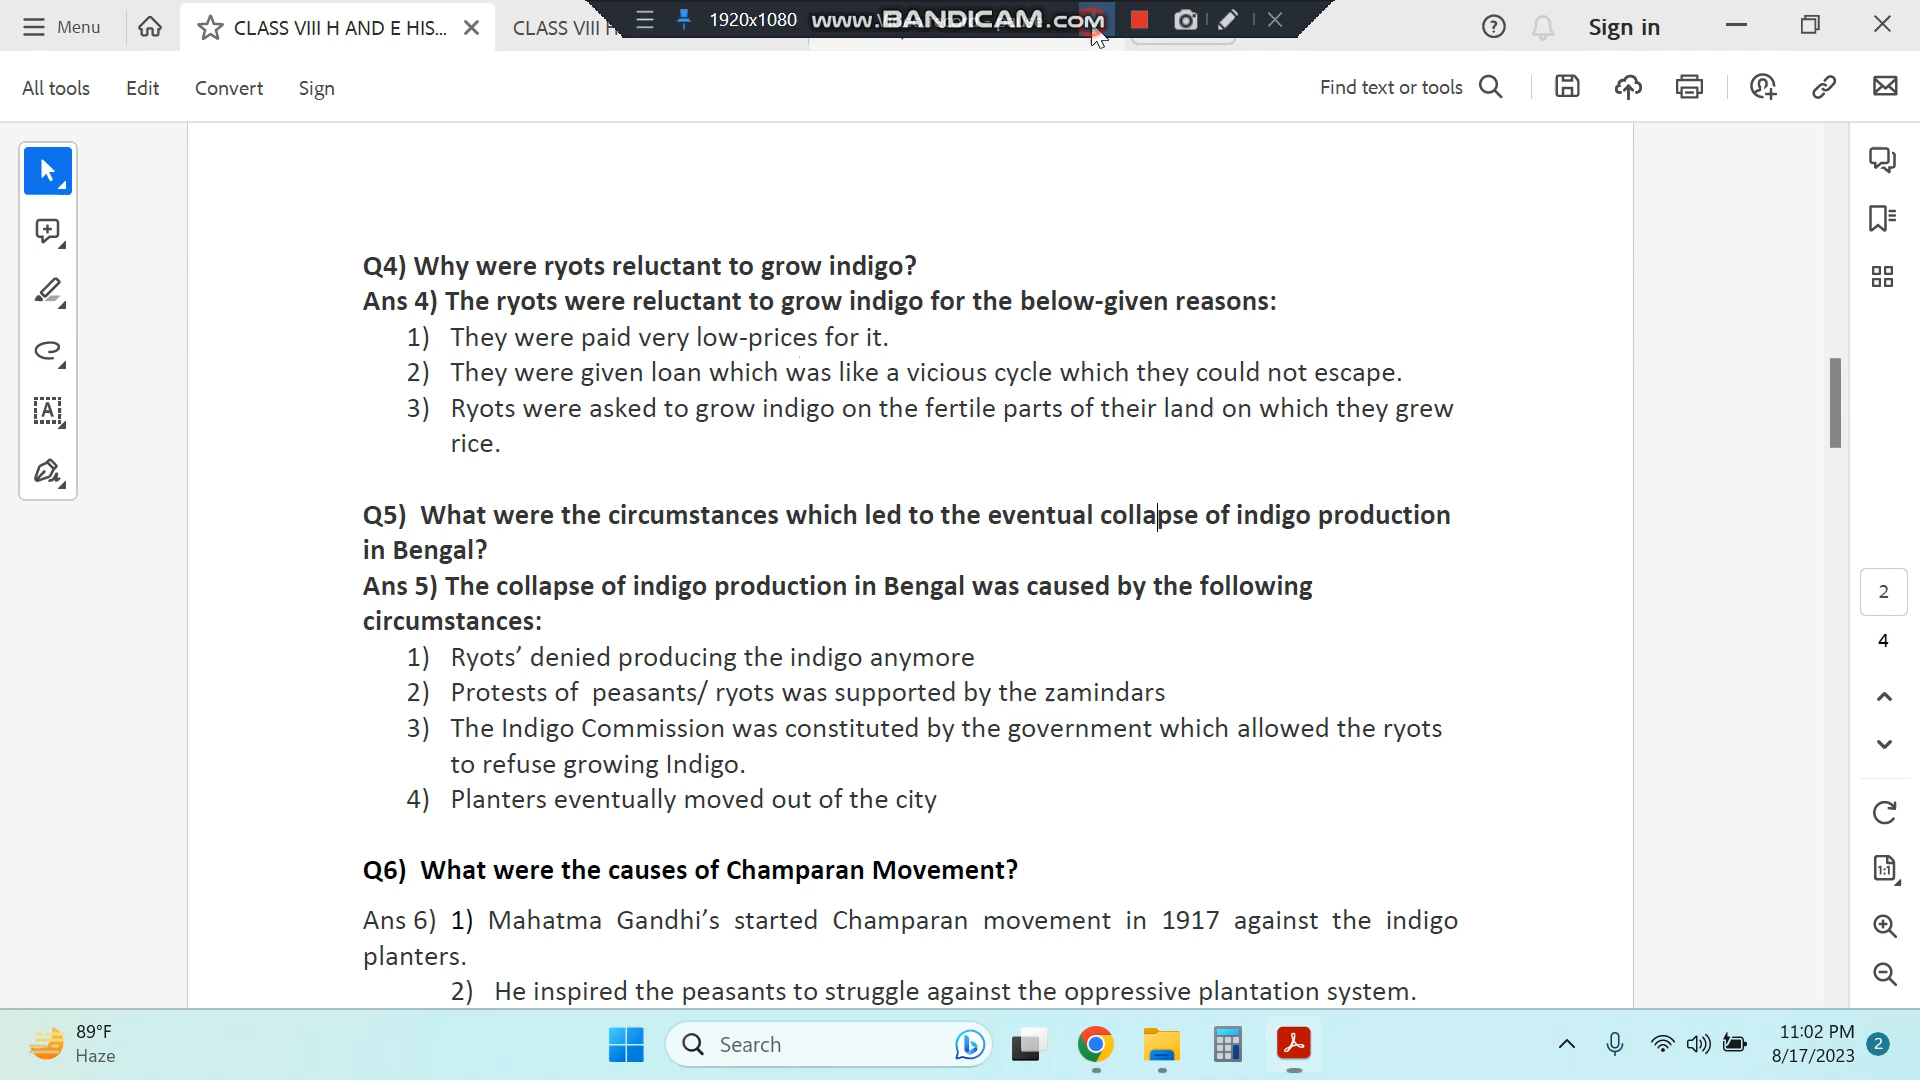 Menu
CLASS VIII H AND E HIS...
CLASS VIII H
1920x1080
www.BANDICAM.com
Sign in
All tools
Edit
Convert
Sign
Find text or tools
Q4) Why were ryots reluctant to grow indigo?
Ans 4) The ryots were reluctant to grow indigo for the below-given reasons:
1) They were paid very low-prices for it.
2) They were given loan which was like a vicious cycle which they could not escape.
3) Ryots were asked to grow indigo on the fertile parts of their land on which they grew
rice.
Q5) What were the circumstances which led to the eventual collapse of indigo production
in Bengal?
Ans 5) The collapse of indigo production in Bengal was caused by the following
circumstances:
1) Ryots’ denied producing the indigo anymore
2) Protests of peasants/ ryots was supported by the zamindars
3) The Indigo Commission was constituted by the government which allowed the ryots
to refuse growing Indigo.
4) Planters eventually moved out of the city
Q6) What were the causes of Champaran Movement?
Ans 6) 1) Mahatma Gandhi’s started Champaran movement in 1917 against the indigo
planters.
2) He inspired the peasants to struggle against the oppressive plantation system.
2
4
1:1
89°F
Haze
Search
11:02 PM
8/17/2023
2